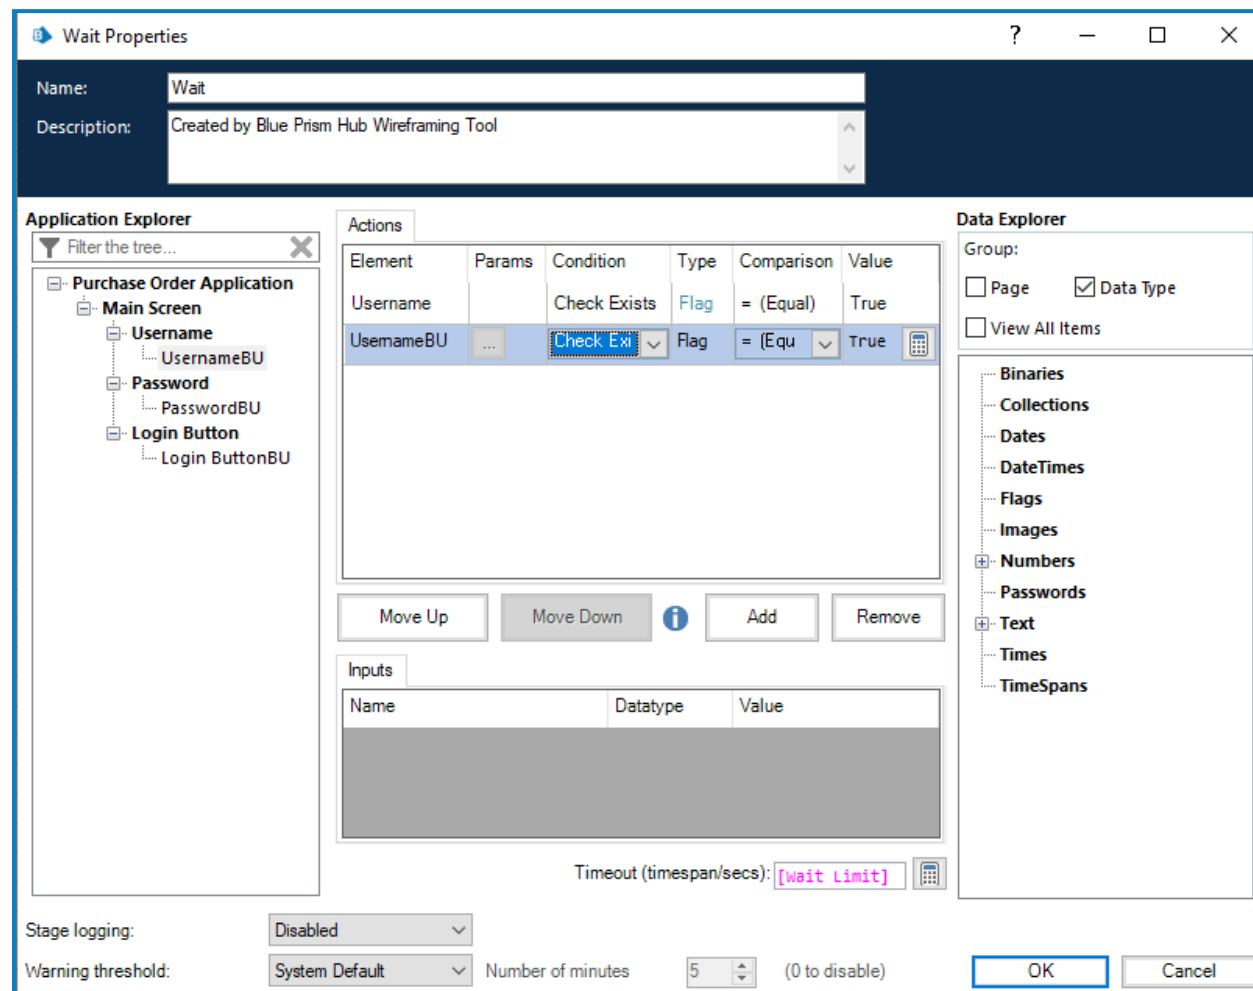 Wait Properties
Name: Wait
Description: Created by Blue Prism Hub Wireframing Tool
Application Explorer
Filter the tree...
Purchase Order Application
Main Screen
Username
UsernameBU
Password
PasswordBU
Login Button
Login ButtonBU
Actions
Element Params Condition Type Comparison Value
Username Check Exists Flag = (Equal) True
UsernameBU ... Check Exi Flag = (Equ True
Move Up Move Down Add Remove
Inputs
Name Datatype Value
Timeout (timespan/secs): [Wait Limit]
Data Explorer
Group:
Page Data Type
View All Items
Binaries
Collections
Dates
DateTimes
Flags
Images
Numbers
Passwords
Text
Times
TimeSpans
Stage logging: Disabled
Warning threshold: System Default Number of minutes 5 (0 to disable)
OK Cancel